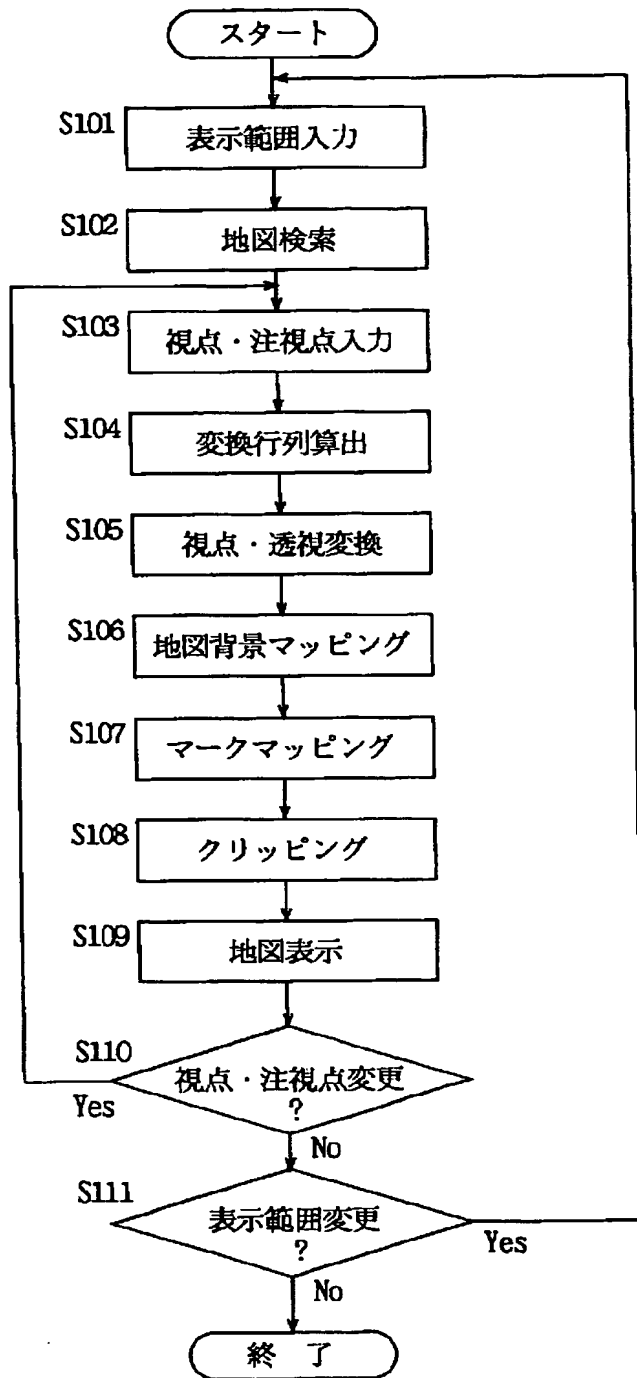 スタート
S101
表示範囲入力
S102
地図検索
S103
視点・注視点入力
S104
変換行列算出
S105
視点・透視変換
S106
地図背景マッピング
S107
マークマッピング
S108
クリッピング
S109
地図表示
S110
視点・注視点変更
?
Yes
No
S111
表示範囲変更
?
Yes
No
終 了